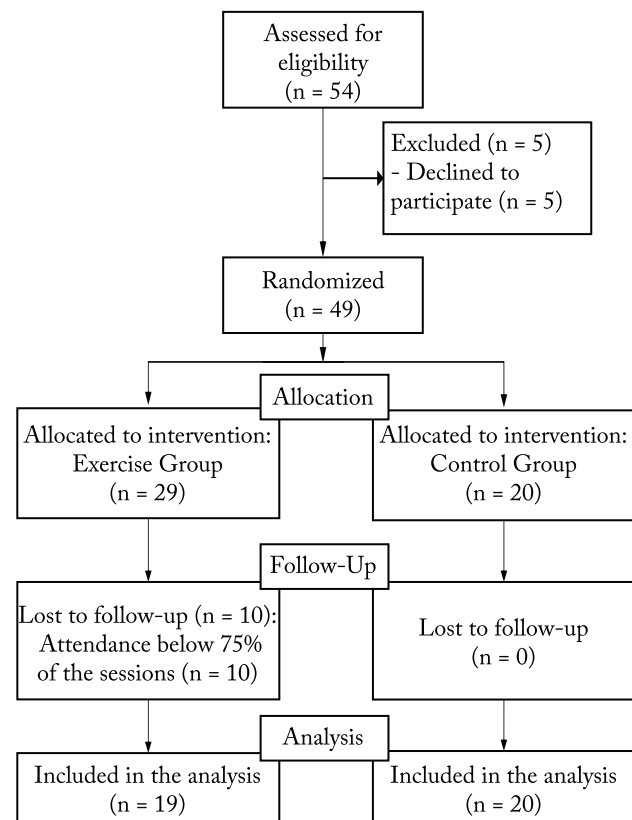 Assessed for
eligibility
(n = 54)
Excluded (n = 5)
- Declined to
participate (n = 5)
Randomized
(n = 49)
Allocation
Allocated to intervention:
Exercise Group
(n = 29)
Allocated to intervention:
Control Group
(n = 20)
Follow-Up
Lost to follow-up (n = 10):
Attendance below 75%
of the sessions (n = 10)
Lost to follow-up
(n = 0)
Analysis
Included in the analysis
(n = 19)
Included in the analysis
(n = 20)